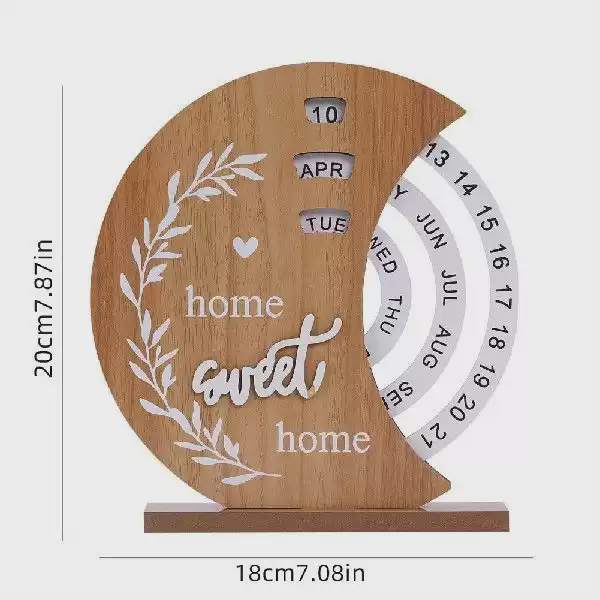 10
APR
TUE
13
14
15
16
17
18
19
20
21
Y
JUN
JUL
AUG
SE
WED
THU
home
sweet
home
20cm7.87in
18cm7.08in